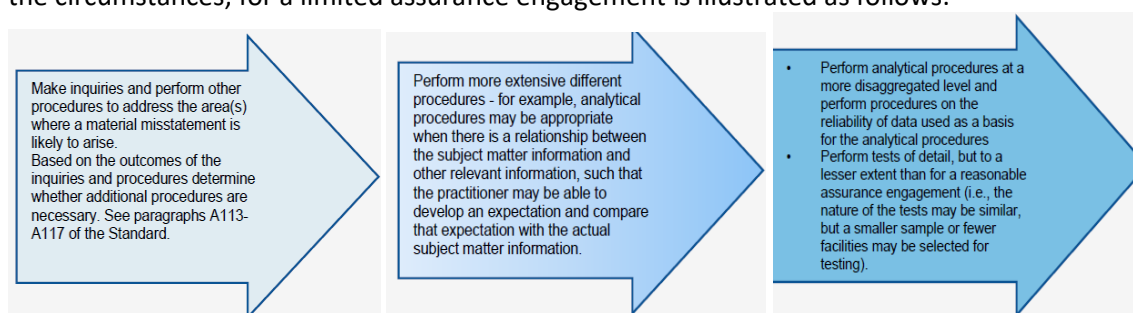 the circumstances, for a limited assurance engagement is illustrated as follows:
Make inquiries and perform other
procedures to address the area(s)
where a material misstatement is
likely to arise.
Based on the outcomes of the
inquiries and procedures determine
whether additional procedures are
necessary. See paragraphs A113-
A117 of the Standard.
Perform more extensive different
procedures - for example, analytical
procedures may be appropriate
when there is a relationship between
the subject matter information and
other relevant information, such that
the practitioner may be able to
develop an expectation and compare
that expectation with the actual
subject matter information.
• Perform analytical procedures at a
more disaggregated level and
perform procedures on the
reliability of data used as a basis
for the analytical procedures
• Perform tests of detail, but to a
lesser extent than for a reasonable
assurance engagement (i.e., the
nature of the tests may be similar,
but a smaller sample or fewer
facilities may be selected for
testing).